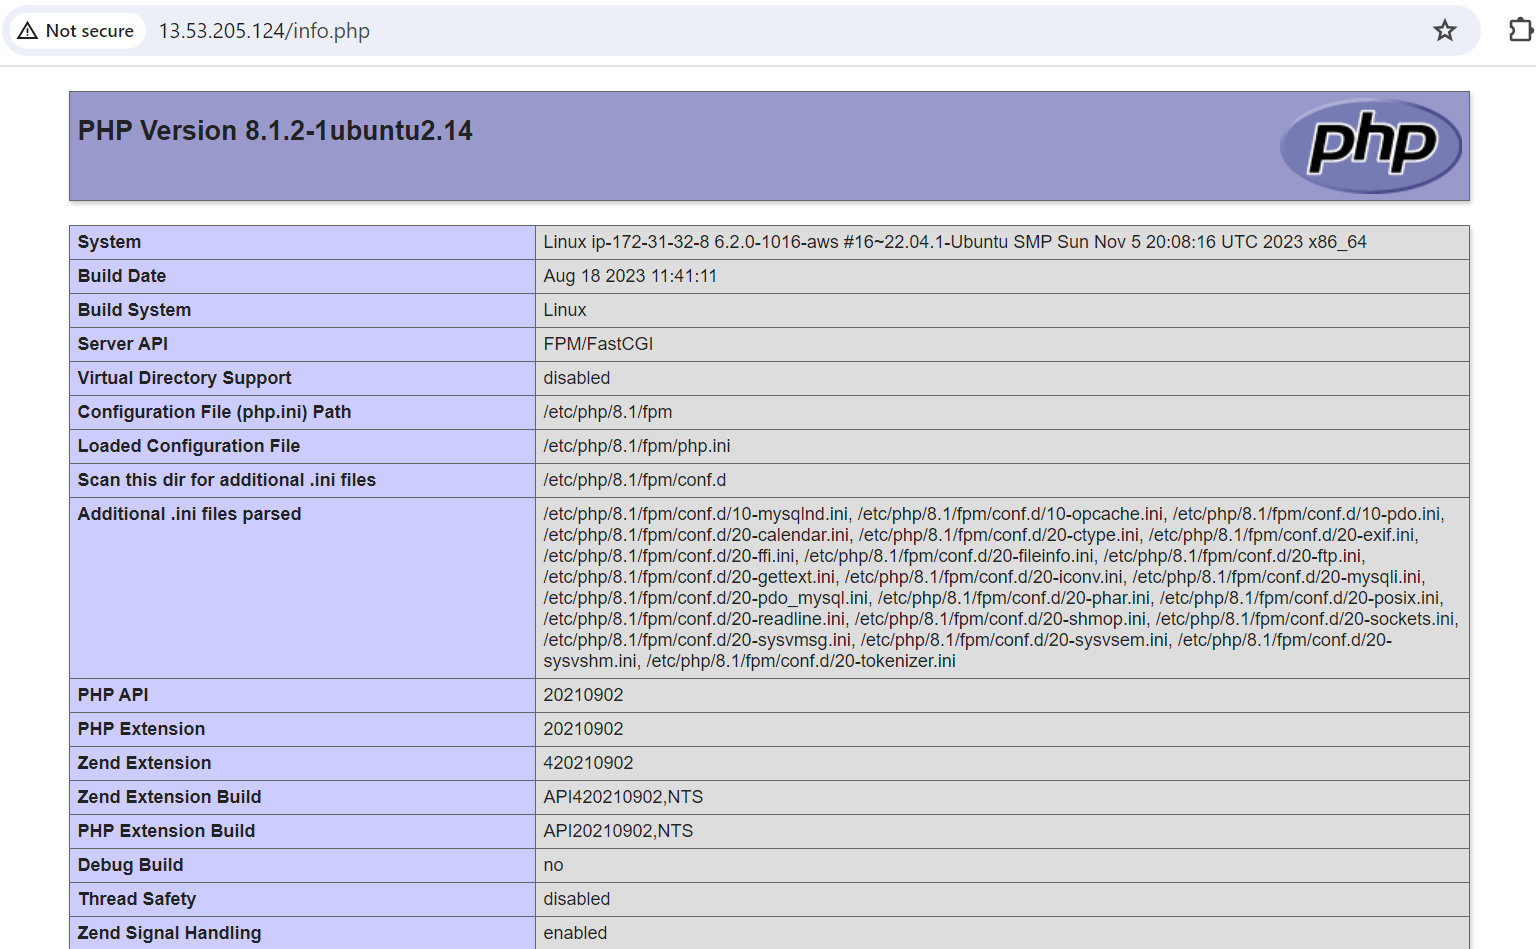 Not secure 13.53.205.124/info.php
PHP Version 8.1.2-1ubuntu2.14
php
System Linux ip-172-31-32-8 6.2.0-1016-aws #16~22.04.1-Ubuntu SMP Sun Nov 5 20:08:16 UTC 2023 x86_64
Build Date Aug 18 2023 11:41:11
Build System Linux
Server API FPM/FastCGI
Virtual Directory Support disabled
Configuration File (php.ini) Path /etc/php/8.1/fpm
Loaded Configuration File /etc/php/8.1/fpm/php.ini
Scan this dir for additional .ini files /etc/php/8.1/fpm/conf.d
Additional .ini files parsed /etc/php/8.1/fpm/conf.d/10-mysqlnd.ini, /etc/php/8.1/fpm/conf.d/10-opcache.ini, /etc/php/8.1/fpm/conf.d/10-pdo.ini,
/etc/php/8.1/fpm/conf.d/20-calendar.ini, /etc/php/8.1/fpm/conf.d/20-ctype.ini, /etc/php/8.1/fpm/conf.d/20-exif.ini,
/etc/php/8.1/fpm/conf.d/20-ffi.ini, /etc/php/8.1/fpm/conf.d/20-fileinfo.ini, /etc/php/8.1/fpm/conf.d/20-ftp.ini,
/etc/php/8.1/fpm/conf.d/20-gettext.ini, /etc/php/8.1/fpm/conf.d/20-iconv.ini, /etc/php/8.1/fpm/conf.d/20-mysqli.ini,
/etc/php/8.1/fpm/conf.d/20-pdo_mysql.ini, /etc/php/8.1/fpm/conf.d/20-phar.ini, /etc/php/8.1/fpm/conf.d/20-posix.ini,
/etc/php/8.1/fpm/conf.d/20-readline.ini, /etc/php/8.1/fpm/conf.d/20-shmop.ini, /etc/php/8.1/fpm/conf.d/20-sockets.ini,
/etc/php/8.1/fpm/conf.d/20-sysvmsg.ini, /etc/php/8.1/fpm/conf.d/20-sysvsem.ini, /etc/php/8.1/fpm/conf.d/20-
sysvshm.ini, /etc/php/8.1/fpm/conf.d/20-tokenizer.ini
PHP API 20210902
PHP Extension 20210902
Zend Extension 420210902
Zend Extension Build API420210902,NTS
PHP Extension Build API20210902,NTS
Debug Build no
Thread Safety disabled
Zend Signal Handling enabled